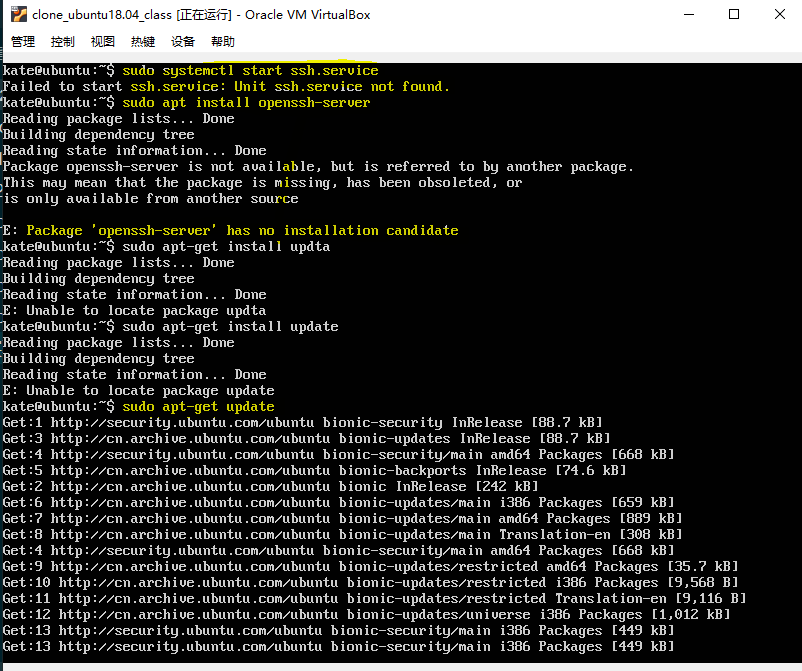 clone_ubuntu18.04_class [正在运行] - Oracle VM VirtualBox
管理 控制 视图 热键 设备 帮助
kate@ubuntu:~$ sudo systemctl start ssh.service
Failed to start ssh.service: Unit ssh.service not found.
kate@ubuntu:~$ sudo apt install openssh-server
Reading package lists... Done
Building dependency tree
Reading state information... Done
Package openssh-server is not available, but is referred to by another package.
This may mean that the package is missing, has been obsoleted, or
is only available from another source
E: Package 'openssh-server' has no installation candidate
kate@ubuntu:~$ sudo apt-get install updta
Reading package lists... Done
Building dependency tree
Reading state information... Done
E: Unable to locate package updta
kate@ubuntu:~$ sudo apt-get install update
Reading package lists... Done
Building dependency tree
Reading state information... Done
E: Unable to locate package update
kate@ubuntu:~$ sudo apt-get update
Get:1 http://security.ubuntu.com/ubuntu bionic-security InRelease [88.7 kB]
Get:3 http://cn.archive.ubuntu.com/ubuntu bionic-updates InRelease [88.7 kB]
Get:4 http://security.ubuntu.com/ubuntu bionic-security/main amd64 Packages [668 kB]
Get:5 http://cn.archive.ubuntu.com/ubuntu bionic-backports InRelease [74.6 kB]
Get:2 http://cn.archive.ubuntu.com/ubuntu bionic InRelease [242 kB]
Get:6 http://cn.archive.ubuntu.com/ubuntu bionic-updates/main i386 Packages [659 kB]
Get:7 http://cn.archive.ubuntu.com/ubuntu bionic-updates/main amd64 Packages [889 kB]
Get:8 http://cn.archive.ubuntu.com/ubuntu bionic-updates/main Translation-en [308 kB]
Get:4 http://security.ubuntu.com/ubuntu bionic-security/main amd64 Packages [668 kB]
Get:9 http://cn.archive.ubuntu.com/ubuntu bionic-updates/restricted amd64 Packages [35.7 kB]
Get:10 http://cn.archive.ubuntu.com/ubuntu bionic-updates/restricted i386 Packages [9,568 B]
Get:11 http://cn.archive.ubuntu.com/ubuntu bionic-updates/restricted Translation-en [9,116 B]
Get:12 http://cn.archive.ubuntu.com/ubuntu bionic-updates/universe i386 Packages [1,012 kB]
Get:13 http://security.ubuntu.com/ubuntu bionic-security/main i386 Packages [449 kB]
Get:13 http://security.ubuntu.com/ubuntu bionic-security/main i386 Packages [449 kB]